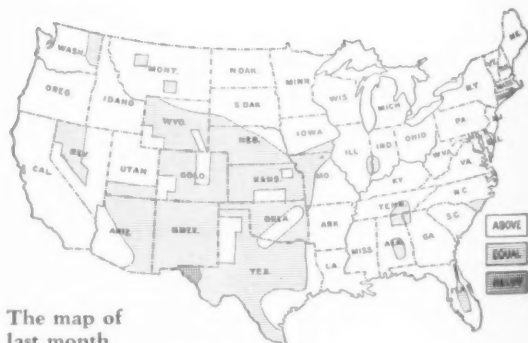 WASH.
MONT.
N DAK.
MINN
ME.
VT.
OREG.
IDAHO
S DAK
WIS
MICH
N.Y.
WYO.
IOWA
PA.
NEV.
NEB.
ILL
IND
OHIO
UTAH
COLO.
KANS
MO.
W.VA.
VA.
CAL
KY.
N C
ARIZ.
N.MEX.
OKLA
ARK
TENN.
S C
TEX.
LA.
MISS
ALA
GA
ABOVE
EQUAL
The map of
last month